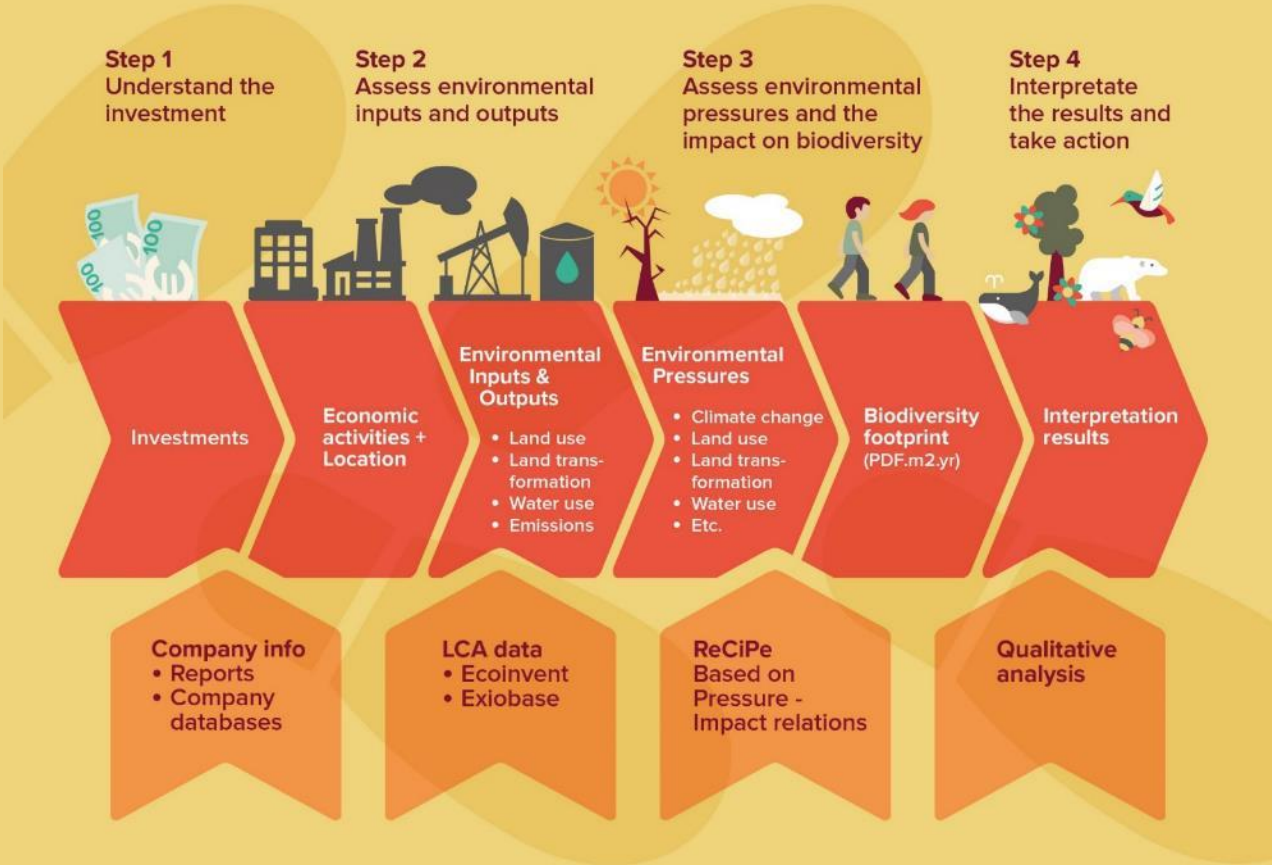 Step 1
Understand the
investment
Step 2
Assess environmental
inputs and outputs
Step 3
Assess environmental
pressures and the
impact on biodiversity
Step 4
Interpretate
the results and
take action
100
100
100
Investments
Economic
activities +
Location
Environmental
Inputs &
Outputs
• Land use
• Land trans-
formation
• Water use
• Emissions
Environmental
Pressures
• Climate change
• Land use
• Land trans-
formation
• Water use
• Etc.
Biodiversity
footprint
(PDF.m2.yr)
Interpretation
results
Company info
• Reports
• Company
databases
LCA data
• Ecoinvent
• Exiobase
ReCiPe
Based on
Pressure -
Impact relations
Qualitative
analysis